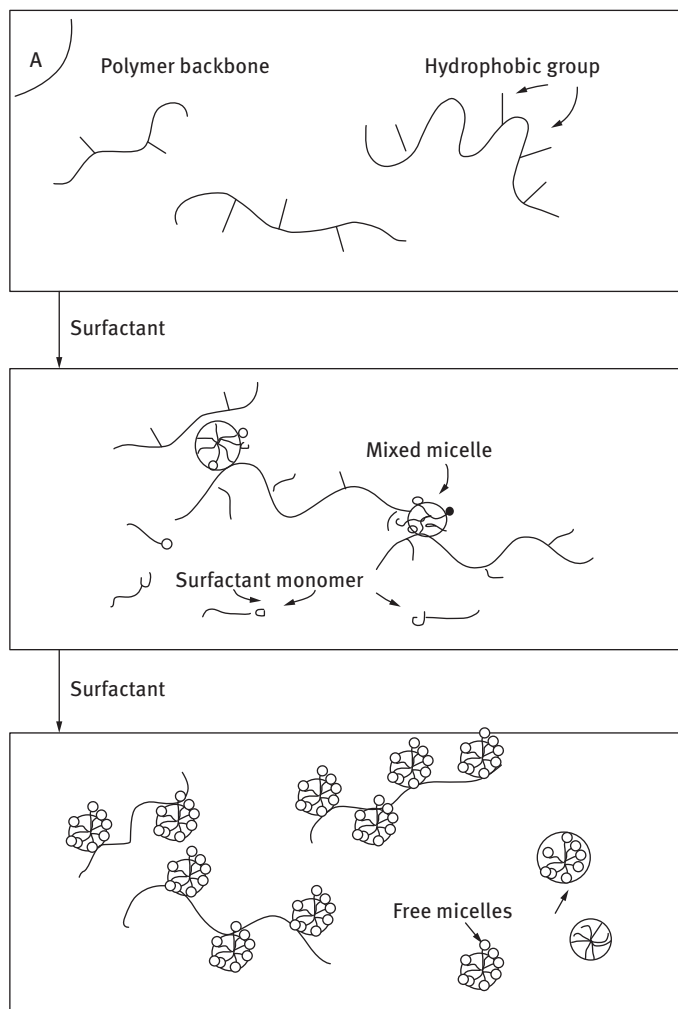 A
Polymer backbone
Hydrophobic group
Surfactant
Mixed micelle
Surfactant monomer
Surfactant
Free micelles